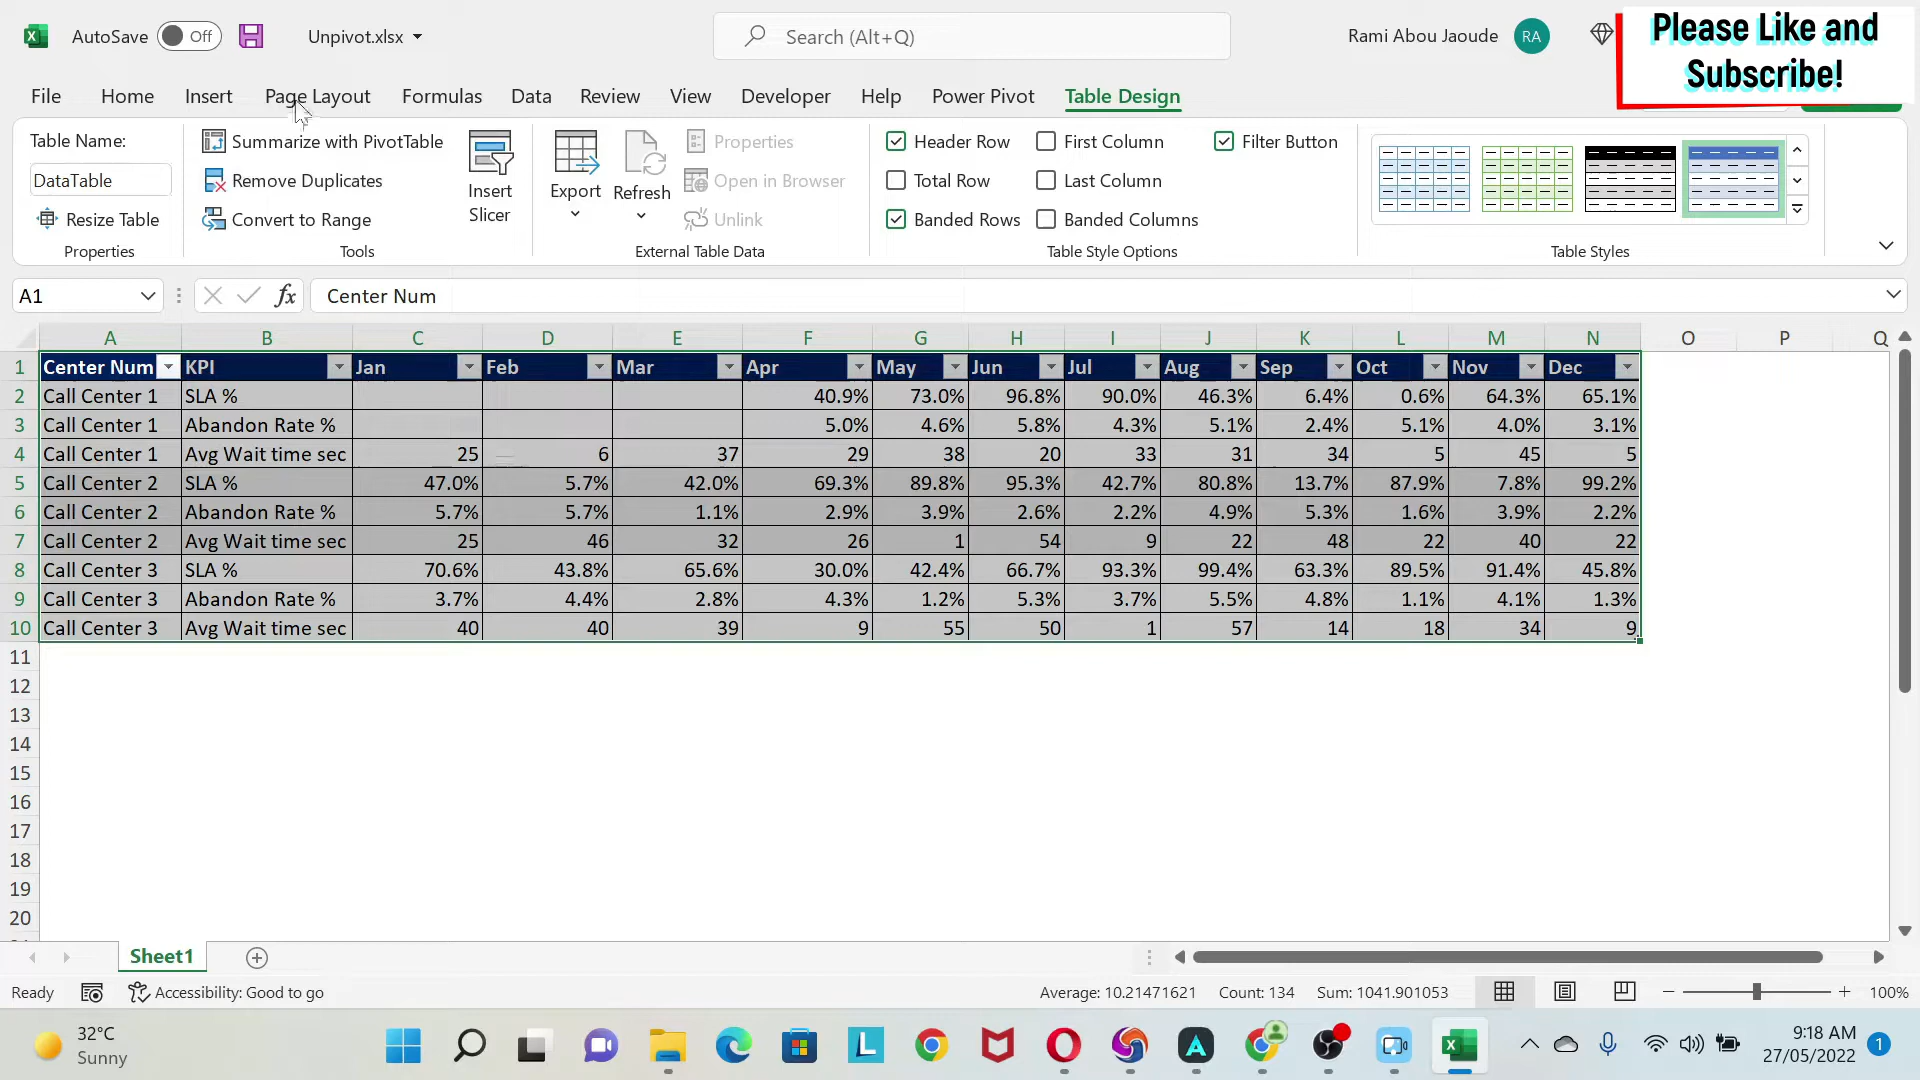 AutoSave Off Unpivot.xlsx Search (Alt+Q) Rami Abou Jaoude RA
Please Like and
Subscribe!
File Home Insert Page Layout Formulas Data Review View Developer Help Power Pivot Table Design
Table Name:
DataTable
Resize Table
Properties
Summarize with PivotTable
Remove Duplicates
Convert to Range
Tools
Insert
Slicer
Export
Refresh
Properties
Open in Browser
Unlink
External Table Data
Header Row First Column Filter Button
Total Row Last Column
Banded Rows Banded Columns
Table Style Options
Table Styles
A1 fx Center Num
A B C D E F G H I J K L M N O P Q
1 Center Num KPI Jan Feb Mar Apr May Jun Jul Aug Sep Oct Nov Dec
2 Call Center 1 SLA % 40.9% 73.0% 96.8% 90.0% 46.3% 6.4% 0.6% 64.3% 65.1%
3 Call Center 1 Abandon Rate % 5.0% 4.6% 5.8% 4.3% 5.1% 2.4% 5.1% 4.0% 3.1%
4 Call Center 1 Avg Wait time sec 25 6 37 29 38 20 33 31 34 5 45 5
5 Call Center 2 SLA % 47.0% 5.7% 42.0% 69.3% 89.8% 95.3% 42.7% 80.8% 13.7% 87.9% 7.8% 99.2%
6 Call Center 2 Abandon Rate % 5.7% 5.7% 1.1% 2.9% 3.9% 2.6% 2.2% 4.9% 5.3% 1.6% 3.9% 2.2%
7 Call Center 2 Avg Wait time sec 25 46 32 26 1 54 9 22 48 22 40 22
8 Call Center 3 SLA % 70.6% 43.8% 65.6% 30.0% 42.4% 66.7% 93.3% 99.4% 63.3% 89.5% 91.4% 45.8%
9 Call Center 3 Abandon Rate % 3.7% 4.4% 2.8% 4.3% 1.2% 5.3% 3.7% 5.5% 4.8% 1.1% 4.1% 1.3%
10 Call Center 3 Avg Wait time sec 40 40 39 9 55 50 1 57 14 18 34 9
11
12
13
14
15
16
17
18
19
20
Sheet1
Ready Accessibility: Good to go Average: 10.21471621 Count: 134 Sum: 1041.901053 100%
32°C
Sunny
9:18 AM
27/05/2022
1